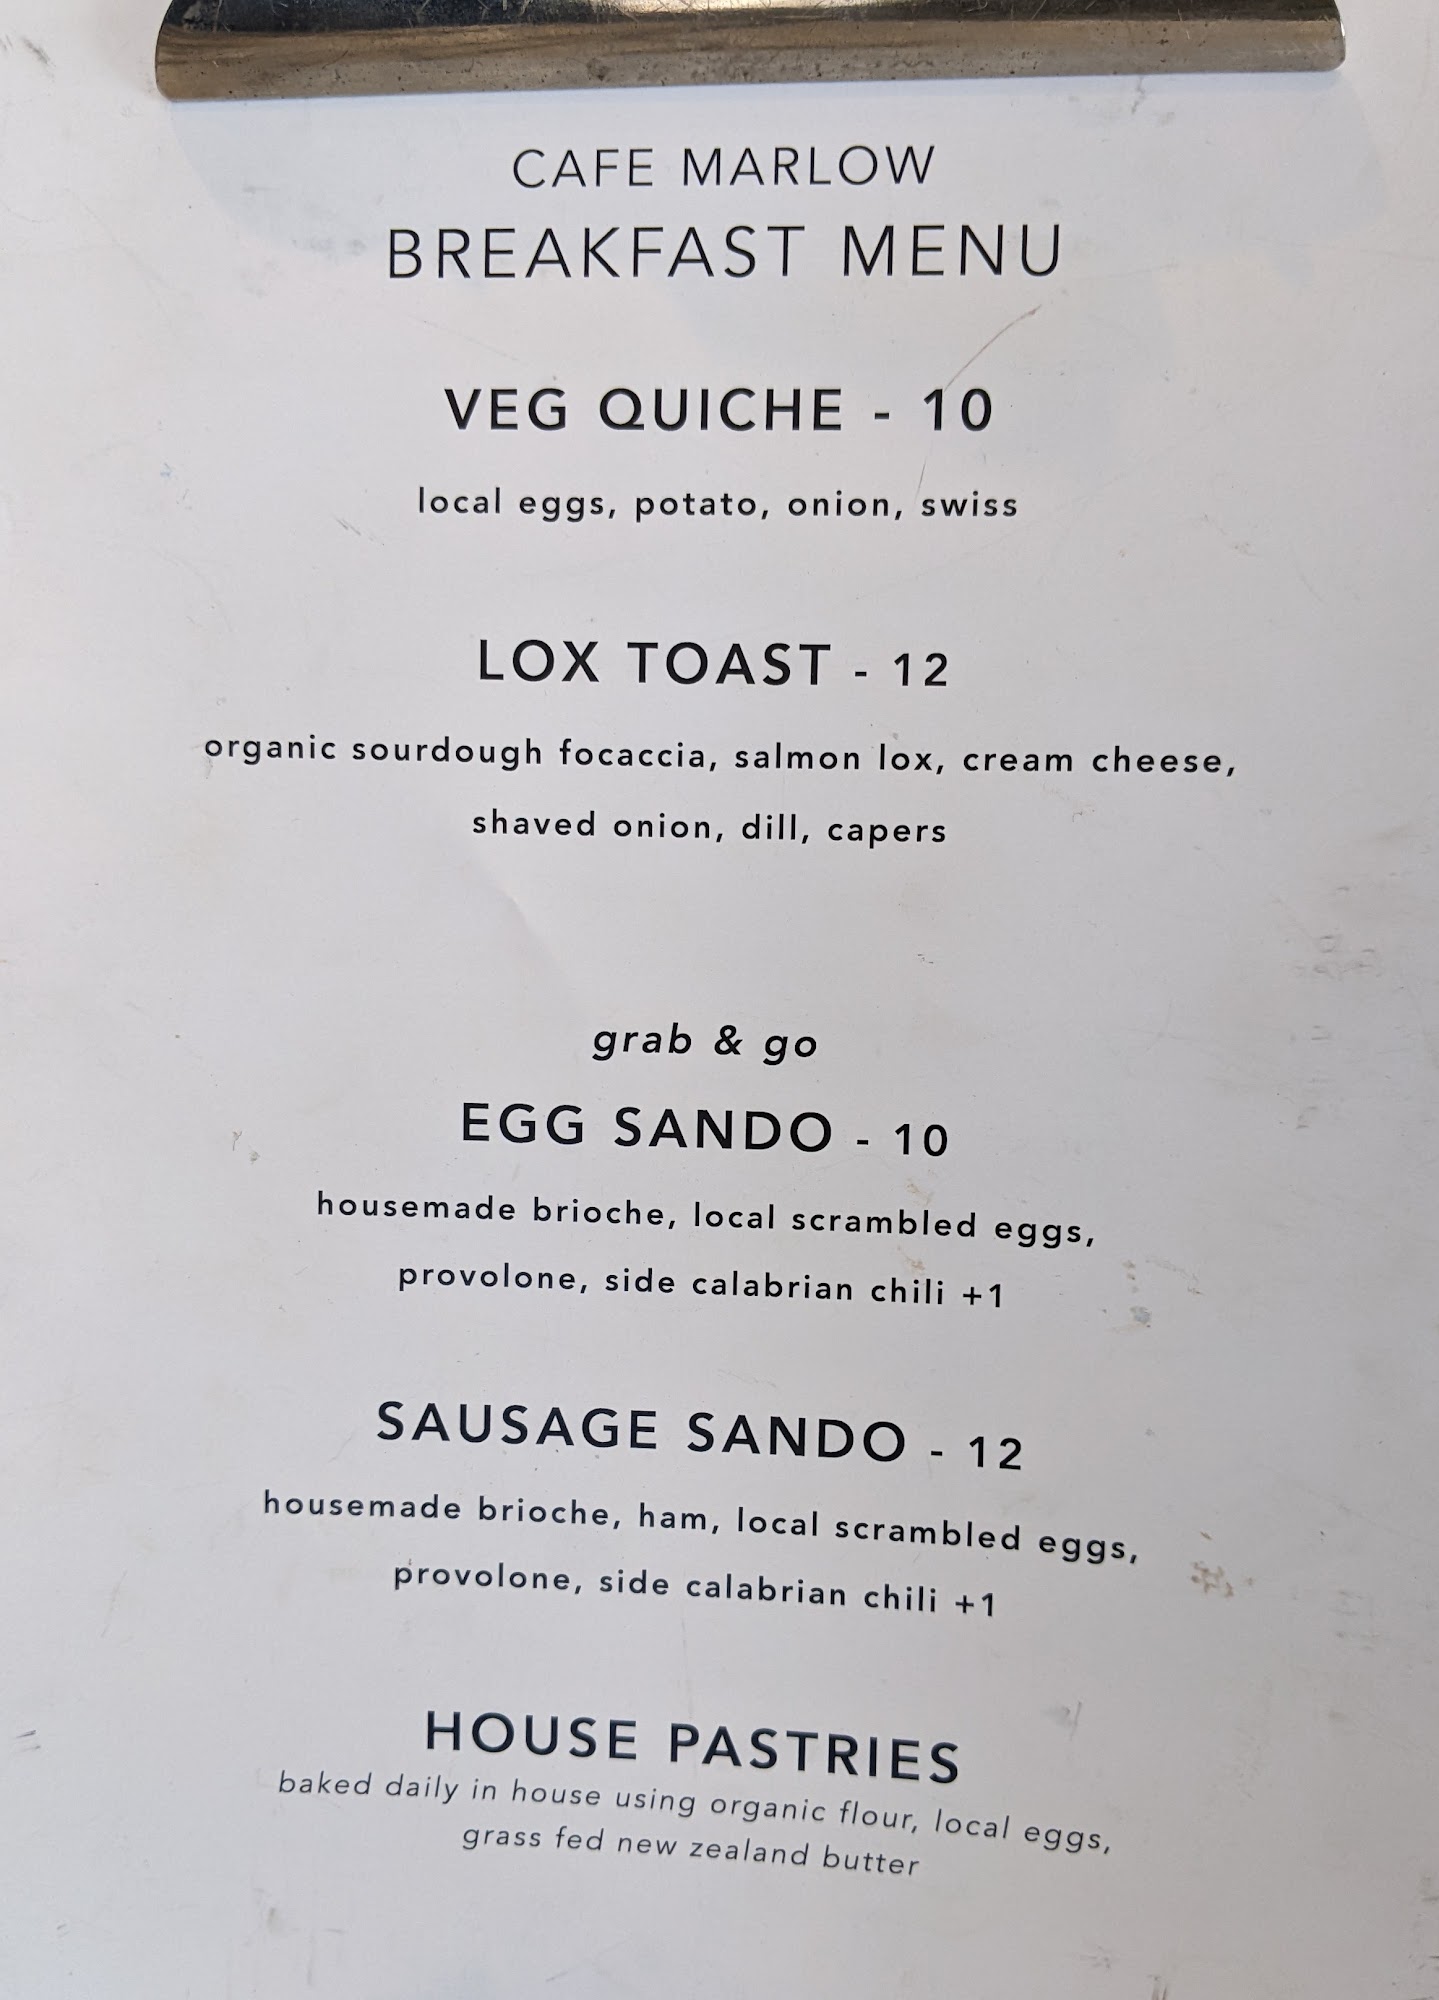 CAFE MARLOW
BREAKFAST MENU
VEG QUICHE - 10
local eggs, potato, onion, swiss
LOX TOAST - 12
organic sourdough focaccia, salmon lox, cream cheese,
shaved onion, dill, capers
grab & go
EGG SANDO - 10
housemade brioche, local scrambled eggs,
provolone, side calabrian chili +1
SAUSAGE SANDO - 12
housemade brioche, ham, local scrambled eggs,
provolone, side calabrian chili +1
HOUSE PASTRIES
baked daily in house using organic flour, local eggs,
grass fed new zealand butter